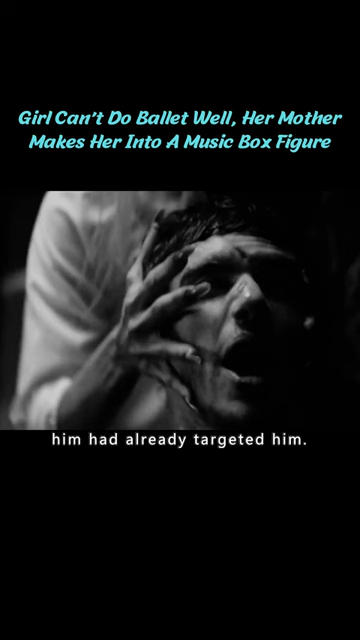 Girl Can't Do Ballet Well, Her Mother
Makes Her Into A Music Box Figure
him had already targeted him.